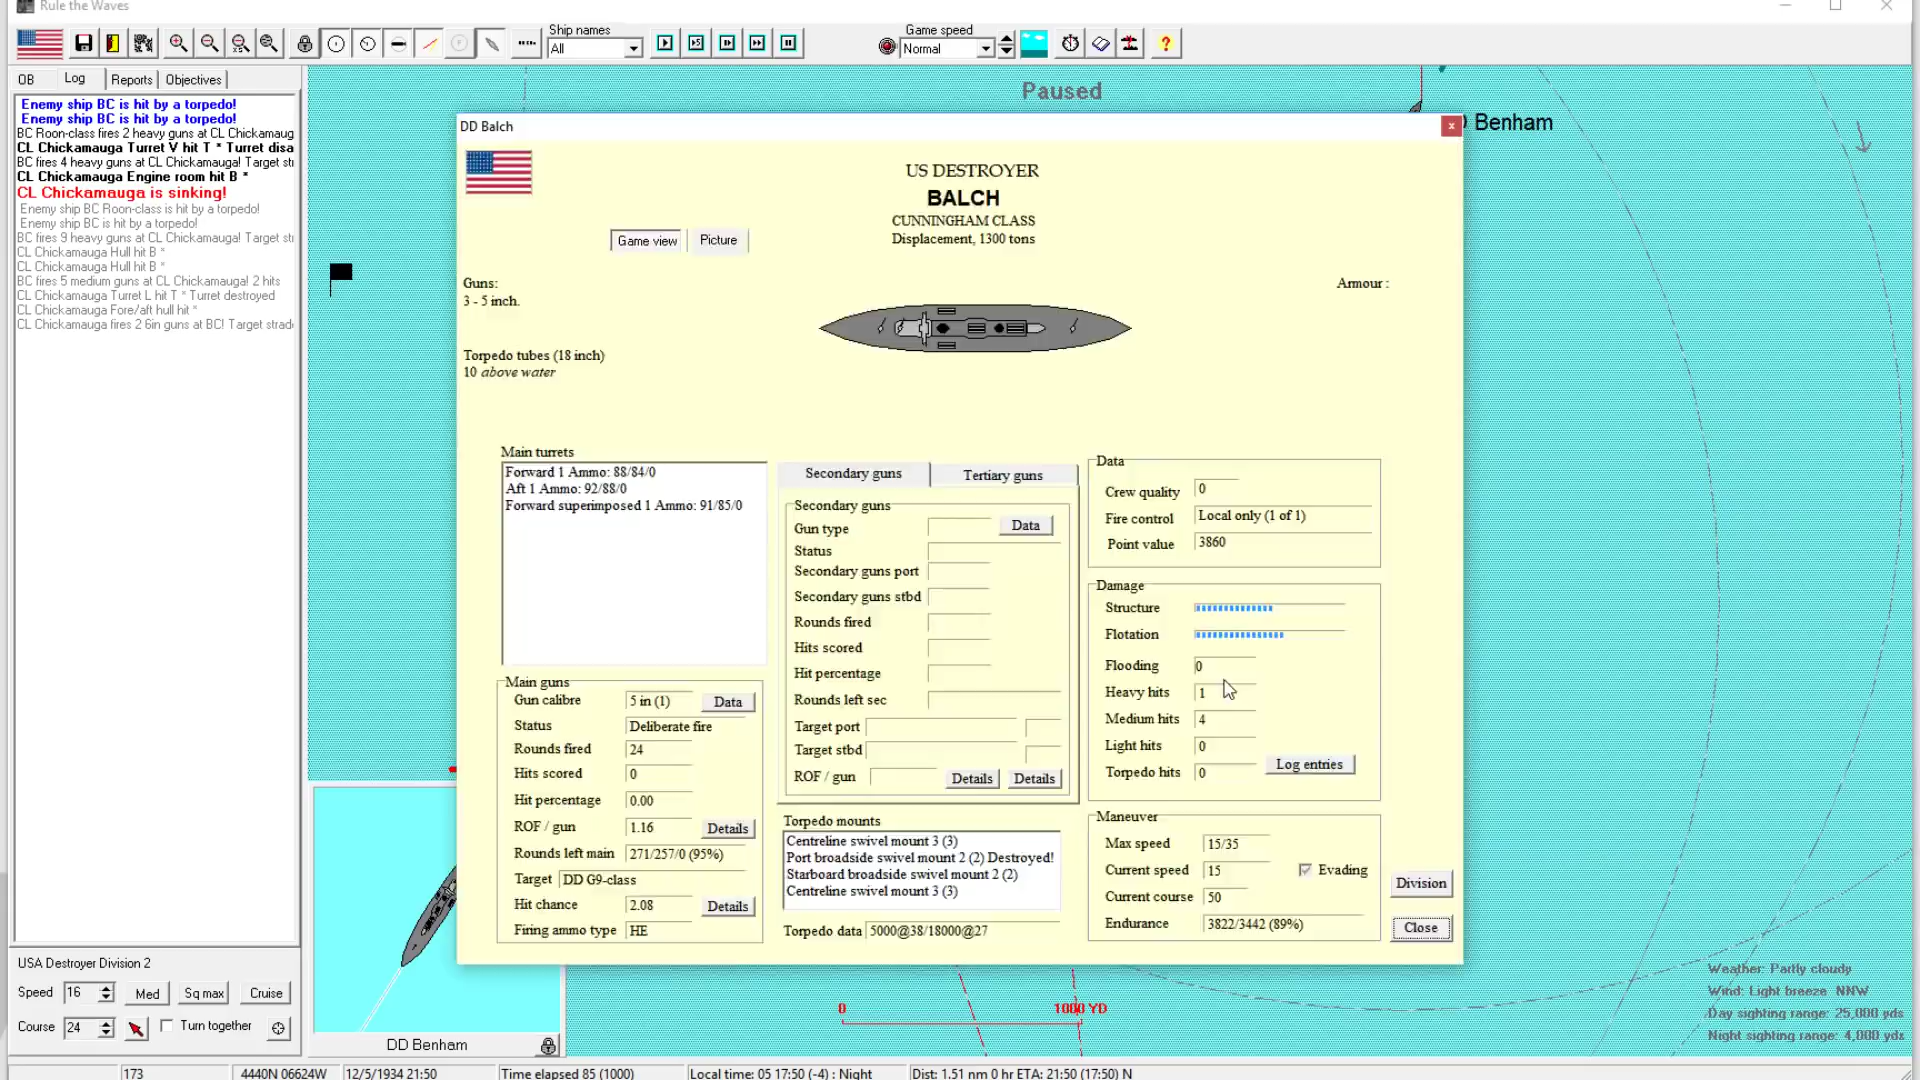 Rule the Waves
Ship names
All
Game speed
Normal
OB
Log
Reports
Objectives
Paused
Enemy ship BC is hit by a torpedo!
Enemy ship BC is hit by a torpedo!
BC Roon-class fires 2 heavy guns at CL Chickamaug
CL Chickamauga Turret V hit T * Turret disa
BC fires 4 heavy guns at CL Chickamauga! Target str
CL Chickamauga Engine room hit B *
CL Chickamauga is sinking!
Enemy ship BC Roon-class is hit by a torpedo!
Enemy ship BC is hit by a torpedo!
BC fires 9 heavy guns at CL Chickamauga! Target str
CL Chickamauga Hull hit B *
CL Chickamauga Hull hit B *
BC fires 5 medium guns at CL Chickamauga! 2 hits
CL Chickamauga Turret L hit T * Turret destroyed
CL Chickamauga Fore/aft hull hit *
CL Chickamauga fires 2 6in guns at BC! Target strad
Benham
DD Balch
US DESTROYER
BALCH
CUNNINGHAM CLASS
Displacement, 1300 tons
Game view
Picture
Guns:
3 - 5 inch.
Armour :
Torpedo tubes (18 inch)
10 above water
Main turrets
Forward 1 Ammo: 88/84/0
Aft 1 Ammo: 92/88/0
Forward superimposed 1 Ammo: 91/85/0
Main guns
Gun calibre 5 in (1) Data
Status Deliberate fire
Rounds fired 24
Hits scored 0
Hit percentage 0.00
ROF / gun 1.16 Details
Rounds left main 271/257/0 (95%)
Target DD G9-class
Hit chance 2.08 Details
Firing ammo type HE
Secondary guns
Tertiary guns
Secondary guns
Gun type Data
Status
Secondary guns port
Secondary guns stbd
Rounds fired
Hits scored
Hit percentage
Rounds left sec
Target port
Target stbd
ROF / gun Details Details
Torpedo mounts
Centreline swivel mount 3 (3)
Port broadside swivel mount 2 (2) Destroyed!
Starboard broadside swivel mount 2 (2)
Centreline swivel mount 3 (3)
Torpedo data 5000@38/18000@27
Data
Crew quality 0
Fire control Local only (1 of 1)
Point value 3860
Damage
Structure
Flotation
Flooding 0
Heavy hits 1
Medium hits 4
Light hits 0
Torpedo hits 0
Log entries
Maneuver
Max speed 15/35
Current speed 15 Evading
Current course 50
Endurance 3822/3442 (89%)
Division
Close
USA Destroyer Division 2
Speed 16 Med Sq max Cruise
Course 24 Turn together
DD Benham
0 1000 YD
Weather: Partly cloudy
Wind: Light breeze NNW
Day sighting range: 25,000 yds
Night sighting range: 4,000 yds
173
4440N 06624W
12/5/1934 21:50
Time elapsed 85 (1000)
Local time: 05 17:50 (-4) : Night
Dist: 1.51 nm 0 hr ETA: 21:50 (17:50) N